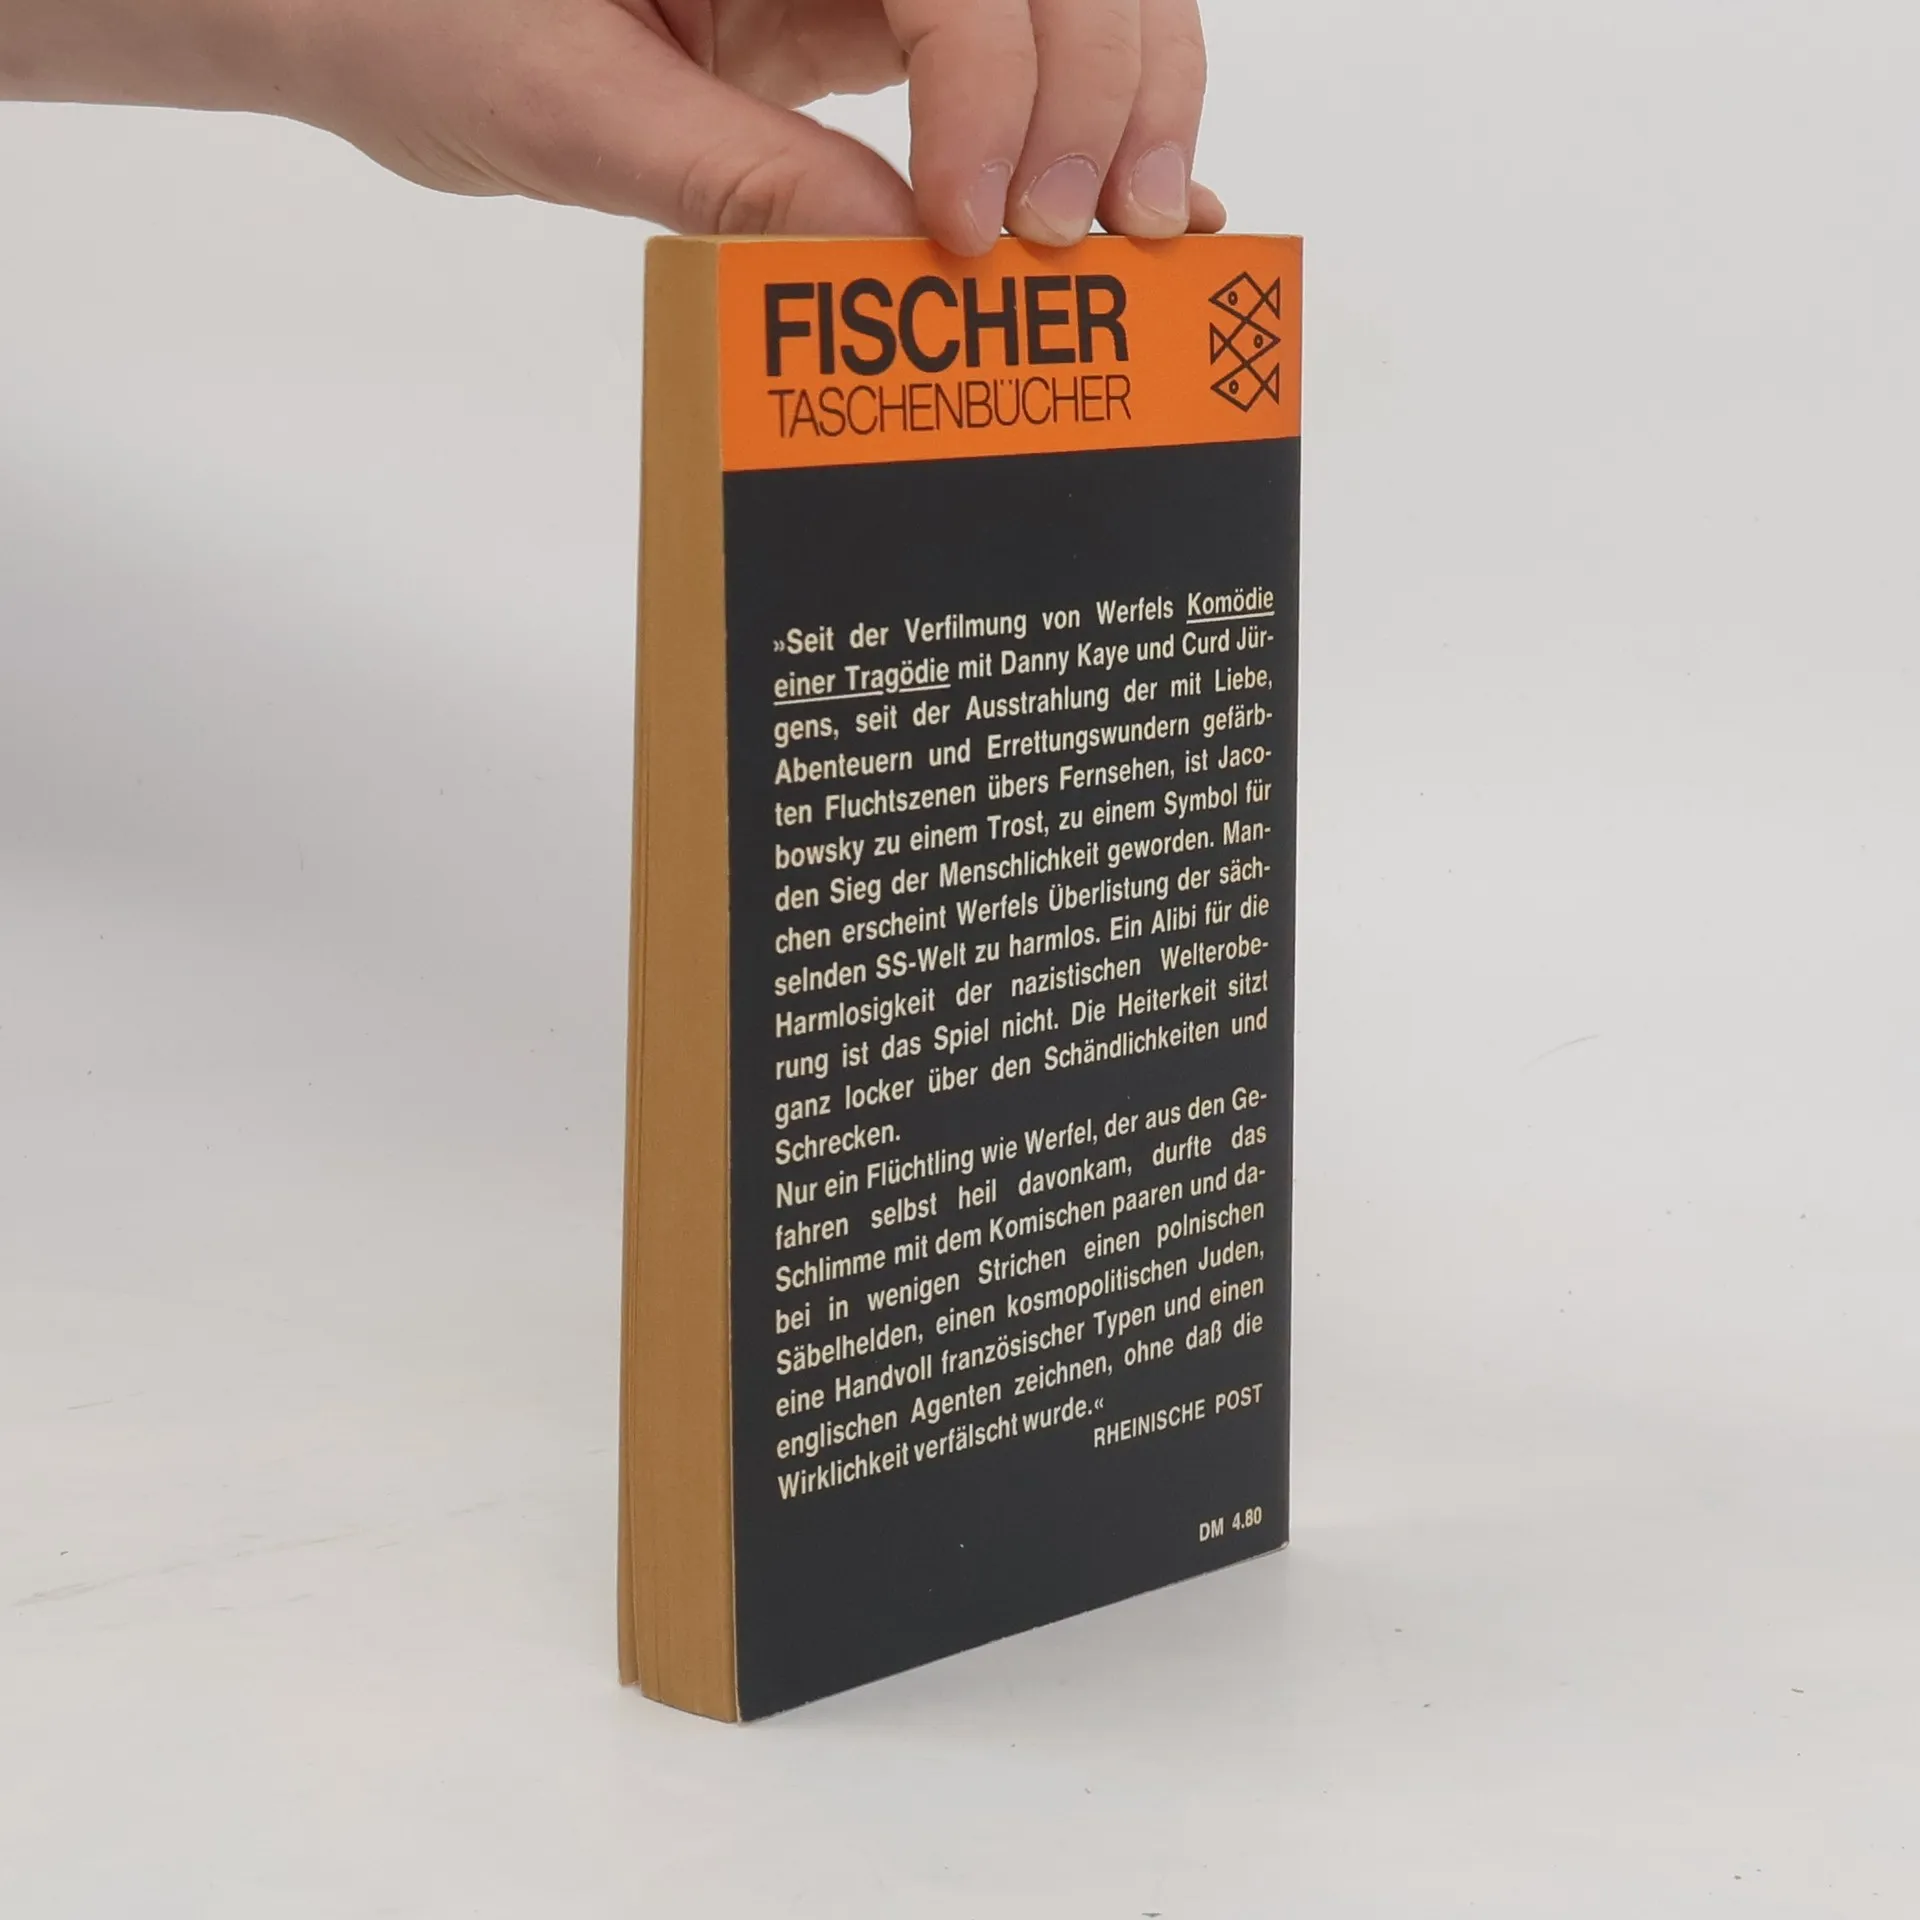 FISCHER
TASCHENBÜCHER
»Seit der Verfilmung von Werfels Komödie
einer Tragödie mit Danny Kaye und Curd Jür-
gens, seit der Ausstrahlung der mit Liebe,
Abenteuern und Errettungswundern gefärb-
ten Fluchtszenen übers Fernsehen, ist Jaco-
bowsky zu einem Trost, zu einem Symbol für
den Sieg der Menschlichkeit geworden. Man-
chen erscheint Werfels Überlistung der säch-
selnden SS-Welt zu harmlos. Ein Alibi für die
Harmlosigkeit der nazistischen Welterobe-
rung ist das Spiel nicht. Die Heiterkeit sitzt
ganz locker über den Schändlichkeiten und
Schrecken.
Nur ein Flüchtling wie Werfel, der aus den Ge-
fahren selbst heil davonkam, durfte das
Schlimme mit dem Komischen paaren und da-
bei in wenigen Strichen einen polnischen
Säbelhelden, einen kosmopolitischen Juden,
eine Handvoll französischer Typen und einen
englischen Agenten zeichnen, ohne daß die
Wirklichkeit verfälscht wurde.«
RHEINISCHE POST
DM 4.80